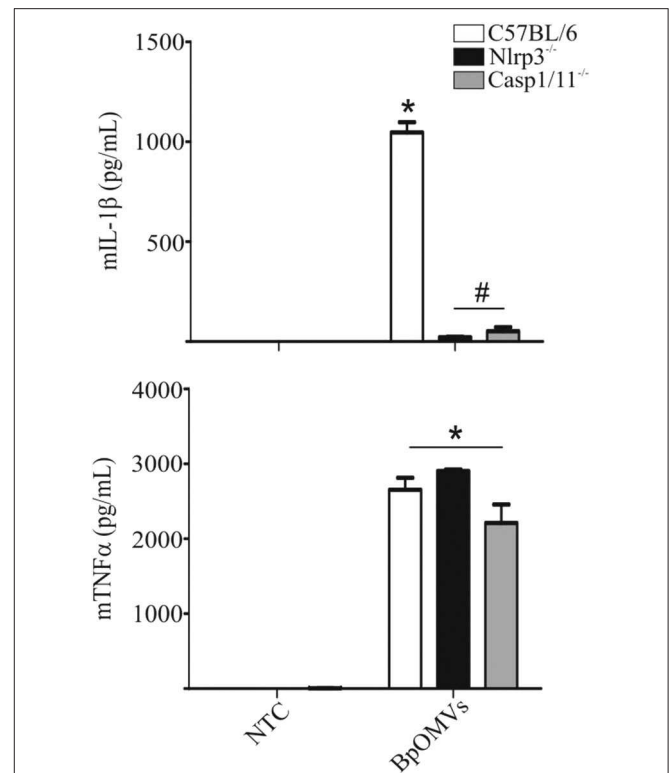 C57BL/6
Nlrp3-/-
Casp1/11-/-
mIL-1β (pg/mL)
1500
1000
500
*
#
mTNFα (pg/mL)
4000
3000
2000
1000
*
NTC
BpOMVs